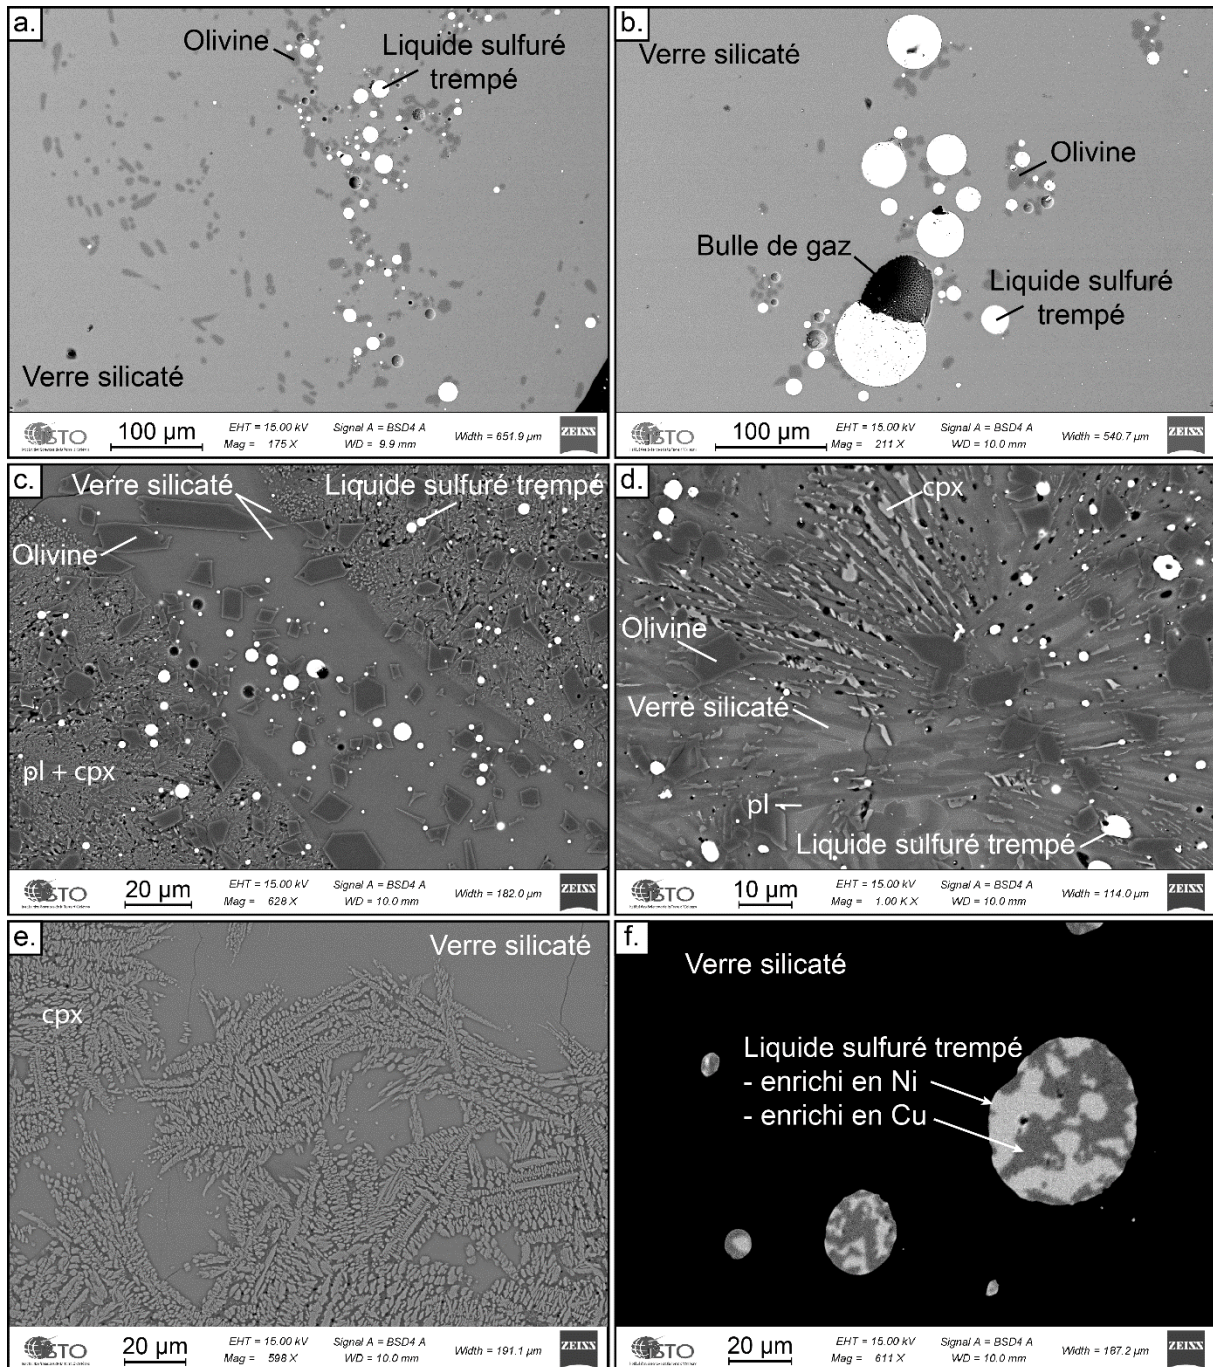 a.
Olivine
Liquide sulfuré
trempé
Verre silicaté
ISTO
100 µm
EHT = 15.00 kV
Mag = 175 X
Signal A = BSD4 A
WD = 9.9 mm
Width = 651.9 µm
ZEISS
b.
Verre silicaté
Olivine
Bulle de gaz
Liquide sulfuré
trempé
ISTO
100 µm
EHT = 15.00 kV
Mag = 211 X
Signal A = BSD4 A
WD = 10.0 mm
Width = 540.7 µm
ZEISS
c.
Verre silicaté
Liquide sulfuré trempé
Olivine
pl + cpx
ISTO
20 µm
EHT = 15.00 kV
Mag = 628 X
Signal A = BSD4 A
WD = 10.0 mm
Width = 182.0 µm
ZEISS
d.
cpx
Olivine
Verre silicaté
pl
Liquide sulfuré trempé
ISTO
10 µm
EHT = 15.00 kV
Mag = 1.00 K X
Signal A = BSD4 A
WD = 10.0 mm
Width = 114.0 µm
ZEISS
e.
Verre silicaté
cpx
ISTO
20 µm
EHT = 15.00 kV
Mag = 598 X
Signal A = BSD4 A
WD = 10.0 mm
Width = 191.1 µm
ZEISS
f.
Verre silicaté
Liquide sulfuré trempé
- enrichi en Ni
- enrichi en Cu
ISTO
20 µm
EHT = 15.00 kV
Mag = 611 X
Signal A = BSD4 A
WD = 10.0 mm
Width = 187.2 µm
ZEISS